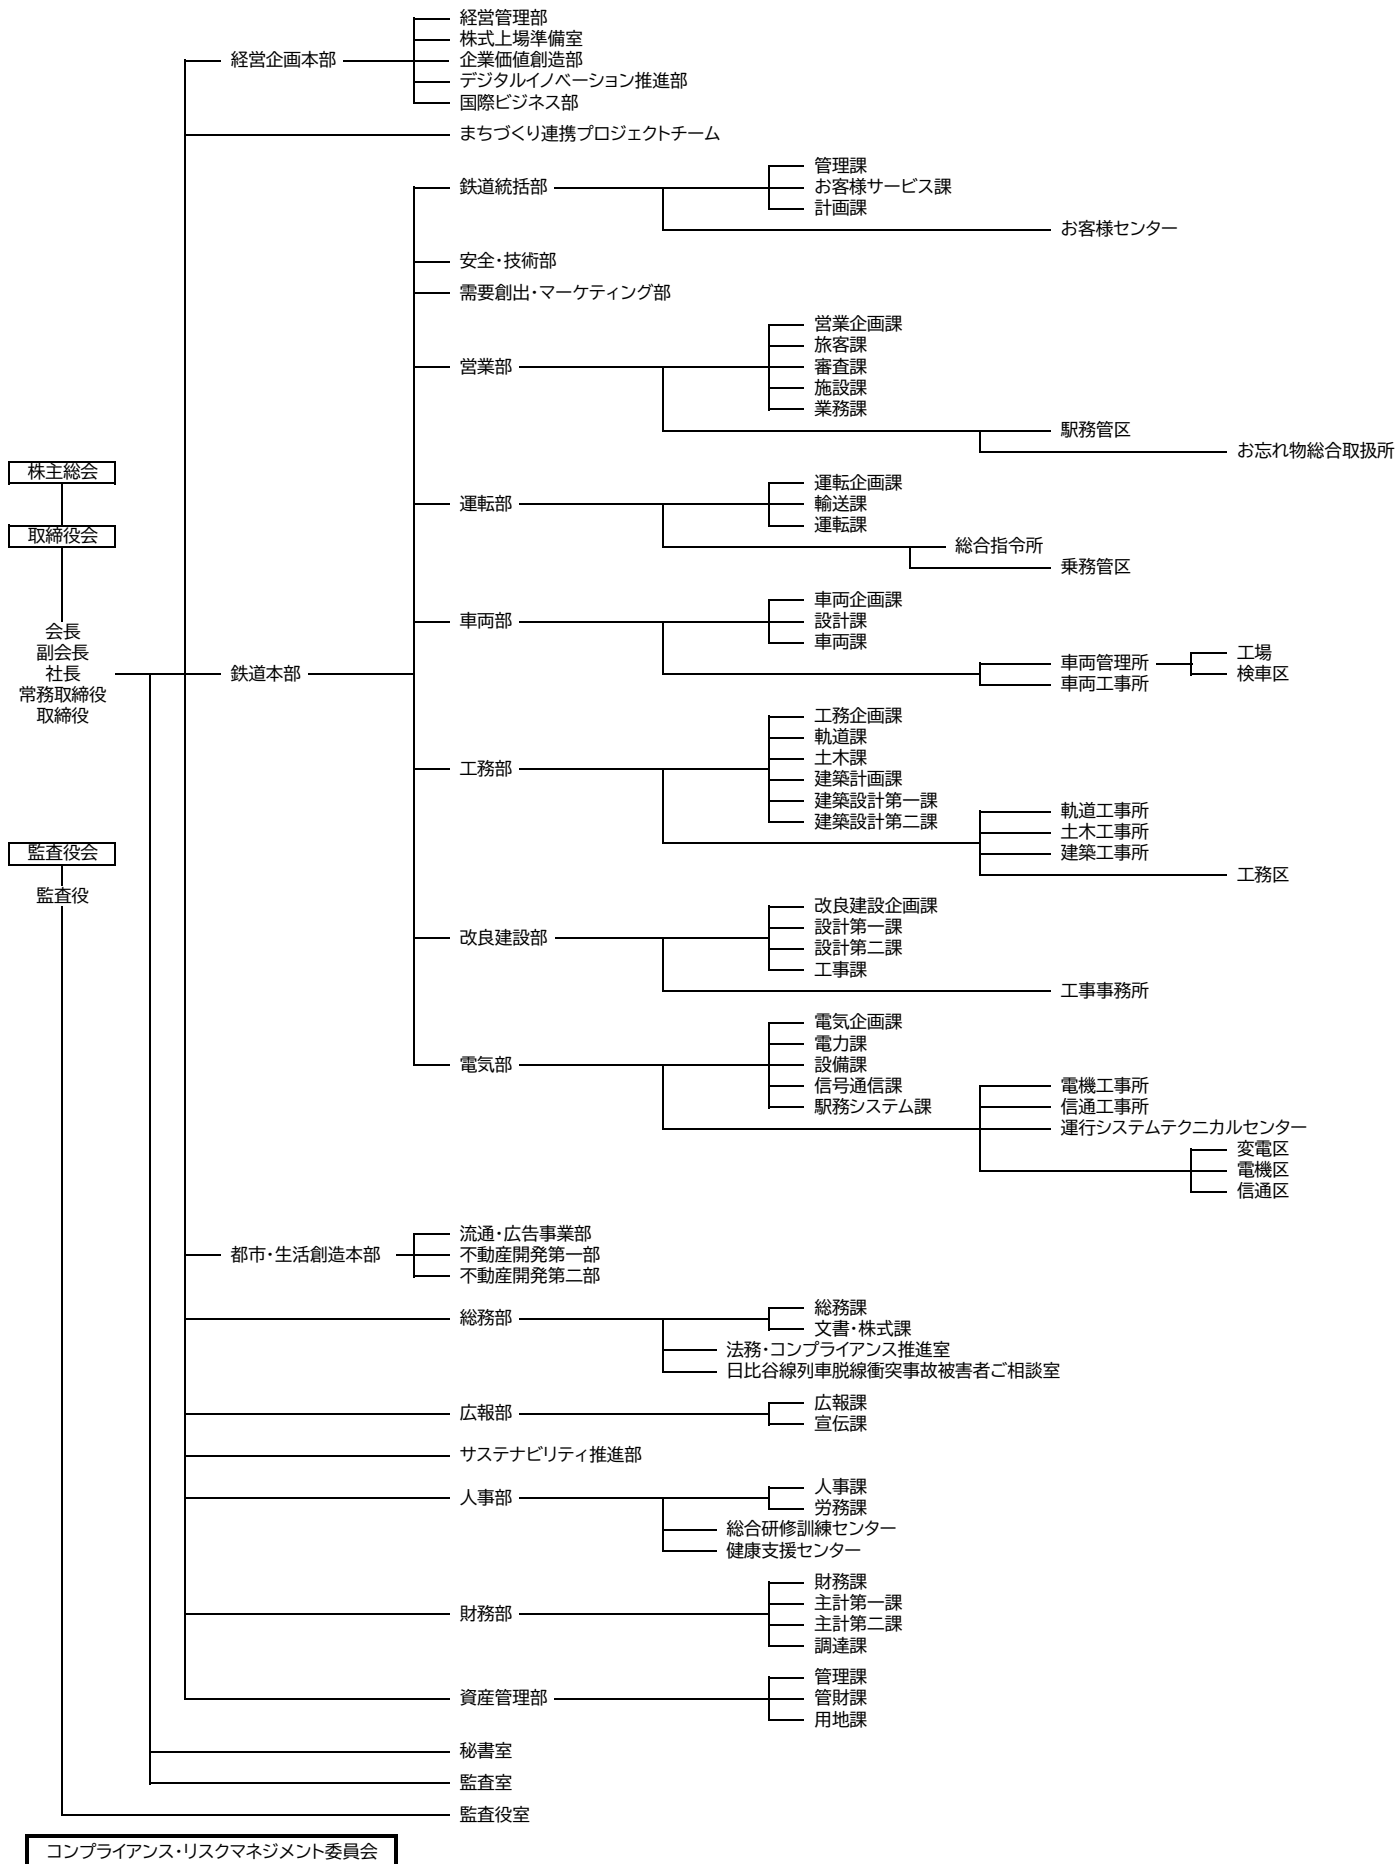 経営管理部
株式上場準備室
経営企画本部
企業価値創造部
デジタルイノベーション推進部
国際ビジネス部
まちづくり連携プロジェクトチーム
管理課
鉄道統括部
お客様サービス課
計画課
お客様センター
安全・技術部
需要創出・マーケティング部
営業企画課
旅客課
営業部
審査課
施設課
業務課
駅務管区
お忘れ物総合取扱所
株主総会
運転企画課
運転部
輸送課
運転課
取締役会
総合指令所
乗務管区
車両企画課
車両部
設計課
車両課
会長
副会長
社長
常務取締役
取締役
鉄道本部
車両管理所
車両工事所
工場
検車区
工務企画課
軌道課
土木課
工務部
建築計画課
建築設計第一課
建築設計第二課
軌道工事所
土木工事所
建築工事所
工務区
監査役会
監査役
改良建設企画課
設計第一課
改良建設部
設計第二課
工事課
工事事務所
電気企画課
電力課
電気部
設備課
信号通信課
駅務システム課
電機工事所
信通工事所
運行システムテクニカルセンター
変電区
電機区
信通区
流通・広告事業部
都市・生活創造本部
不動産開発第一部
不動産開発第二部
総務部
総務課
文書・株式課
法務・コンプライアンス推進室
日比谷線列車脱線衝突事故被害者ご相談室
広報部
広報課
宣伝課
サステナビリティ推進部
人事部
人事課
労務課
総合研修訓練センター
健康支援センター
財務課
主計第一課
財務部
主計第二課
調達課
管理課
資産管理部
管財課
用地課
秘書室
監査室
監査役室
コンプライアンス・リスクマネジメント委員会